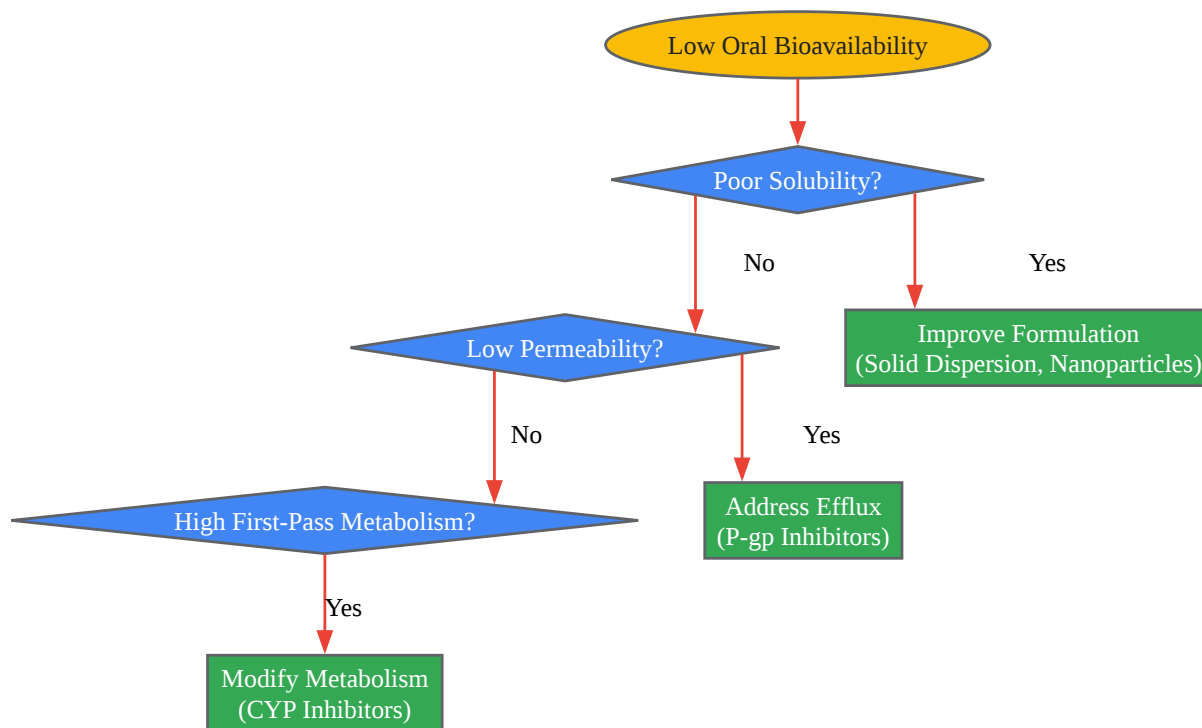 Low Oral Bioavailability
Poor Solubility?
No
Yes
Improve Formulation
(Solid Dispersion, Nanoparticles)
Low Permeability?
No
Yes
Address Efflux
(P-gp Inhibitors)
High First-Pass Metabolism?
Yes
Modify Metabolism
(CYP Inhibitors)